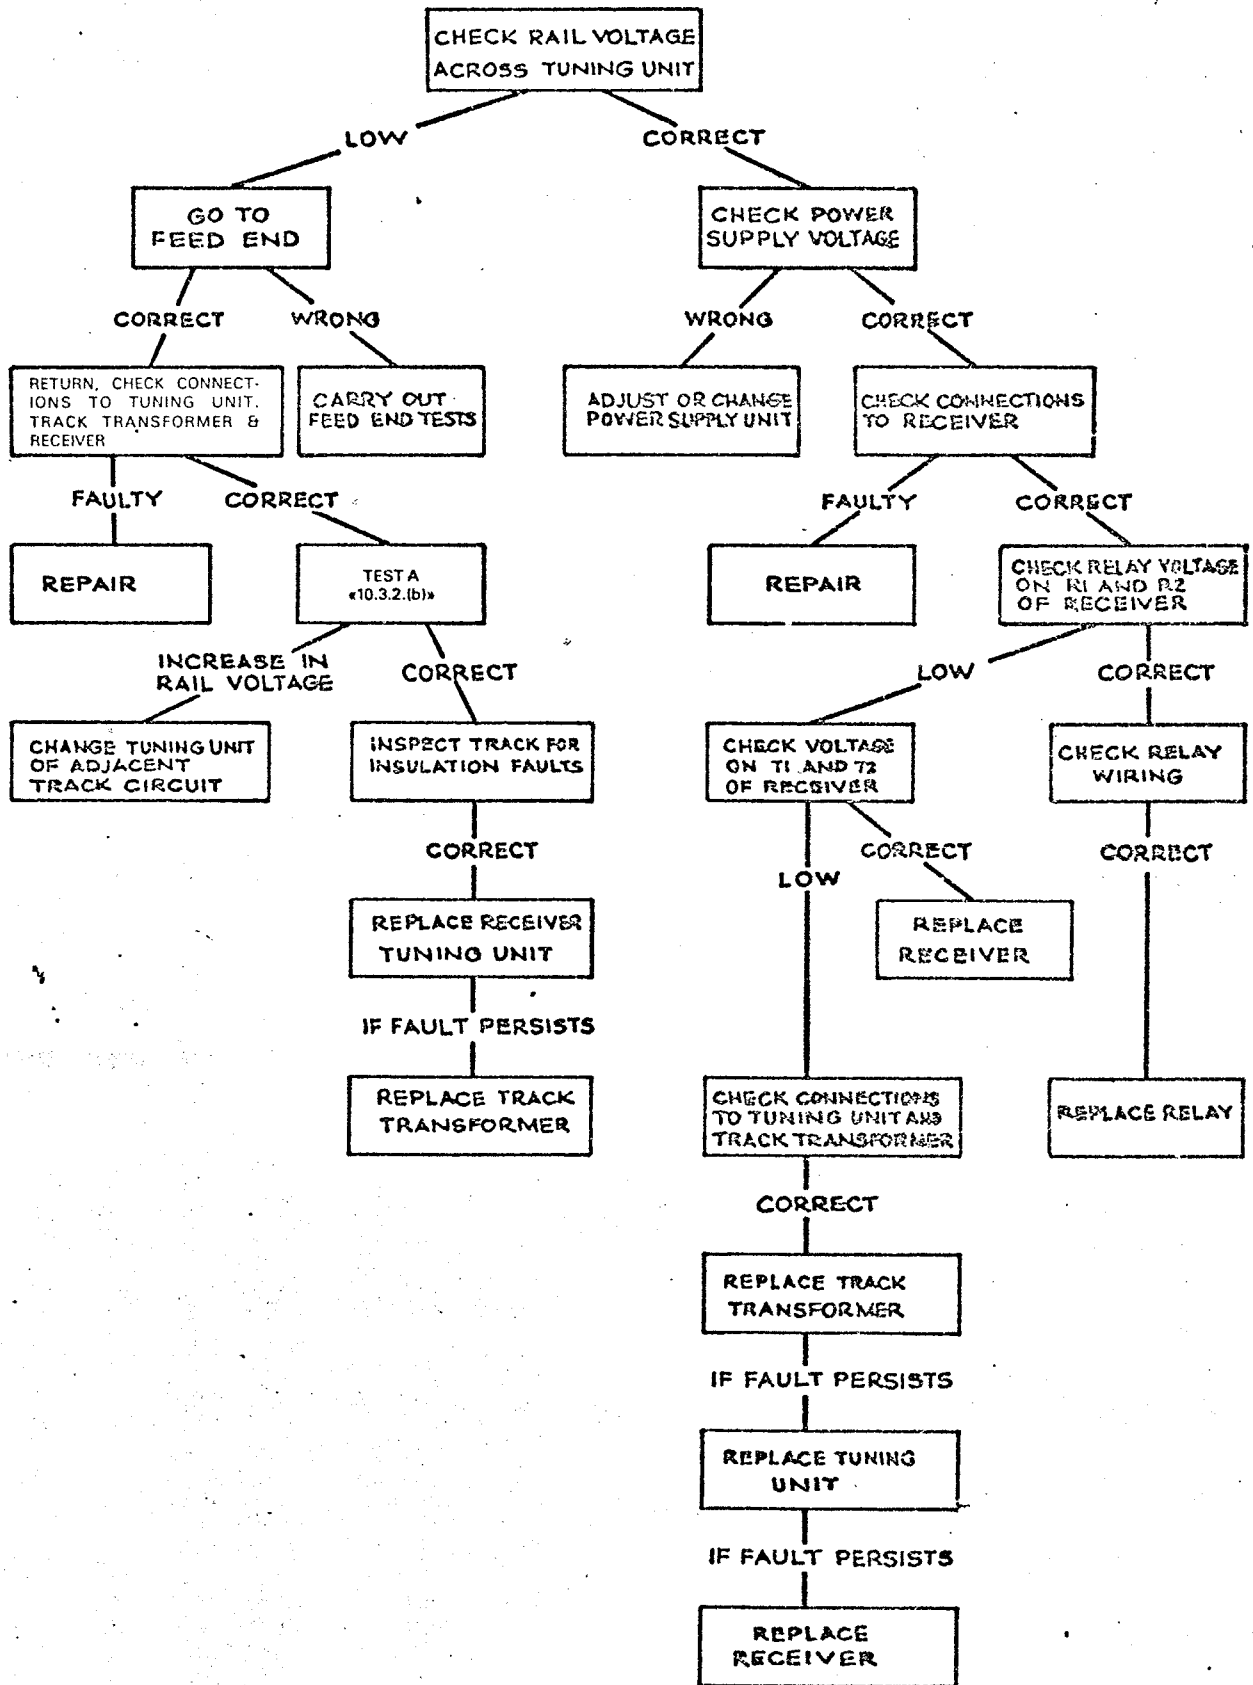 CHECK RAIL VOLTAGE
ACROSS TUNING UNIT
LOW
CORRECT
GO TO
FEED END
CHECK POWER
SUPPLY VOLTAGE
CORRECT
WRONG
WRONG
CORRECT
RETURN, CHECK CONNECT-
IONS TO TUNING UNIT.
TRACK TRANSFORMER &
RECEIVER
CARRY OUT
FEED END TESTS
ADJUST OR CHANGE
POWER SUPPLY UNIT
CHECK CONNECTIONS
TO RECEIVER
FAULTY
CORRECT
FAULTY
CORRECT
REPAIR
TEST A
«10.3.2.(b)»
REPAIR
CHECK RELAY VOLTAGE
ON R1 AND R2
OF RECEIVER
INCREASE IN
RAIL VOLTAGE
CORRECT
LOW
CORRECT
CHANGE TUNING UNIT
OF ADJACENT
TRACK CIRCUIT
INSPECT TRACK FOR
INSULATION FAULTS
CHECK VOLTAGE
ON T1 AND T2
OF RECEIVER
CHECK RELAY
WIRING
CORRECT
LOW
CORRECT
CORRECT
REPLACE RECEIVER
TUNING UNIT
REPLACE
RECEIVER
IF FAULT PERSISTS
REPLACE TRACK
TRANSFORMER
CHECK CONNECTIONS
TO TUNING UNIT AND
TRACK TRANSFORMER
REPLACE RELAY
CORRECT
REPLACE TRACK
TRANSFORMER
IF FAULT PERSISTS
REPLACE TUNING
UNIT
IF FAULT PERSISTS
REPLACE
RECEIVER